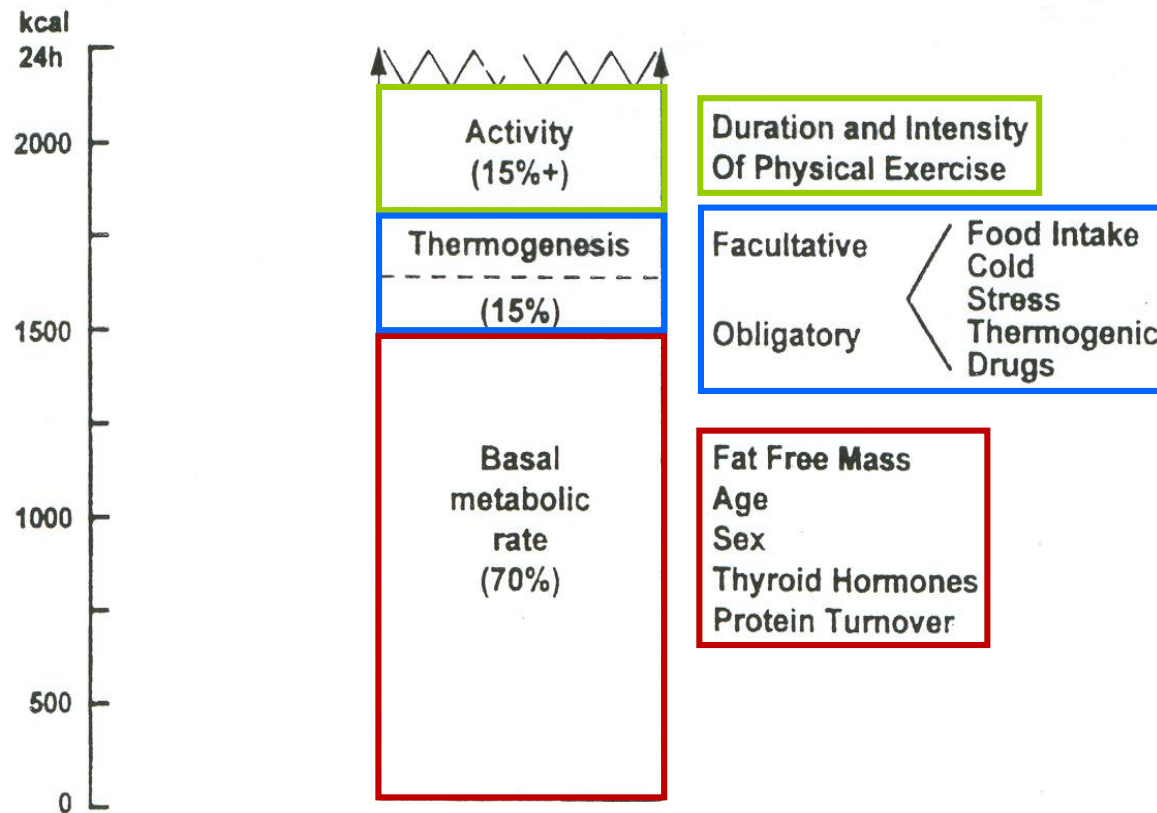 kcal
24h
2000
1500
1000
500
0
Activity
(15%+)
Thermogenesis
(15%)
Basal
metabolic
rate
(70%)
Duration and Intensity
Of Physical Exercise
Facultative
Obligatory
Food Intake
Cold
Stress
Thermogenic
Drugs
Fat Free Mass
Age
Sex
Thyroid Hormones
Protein Turnover